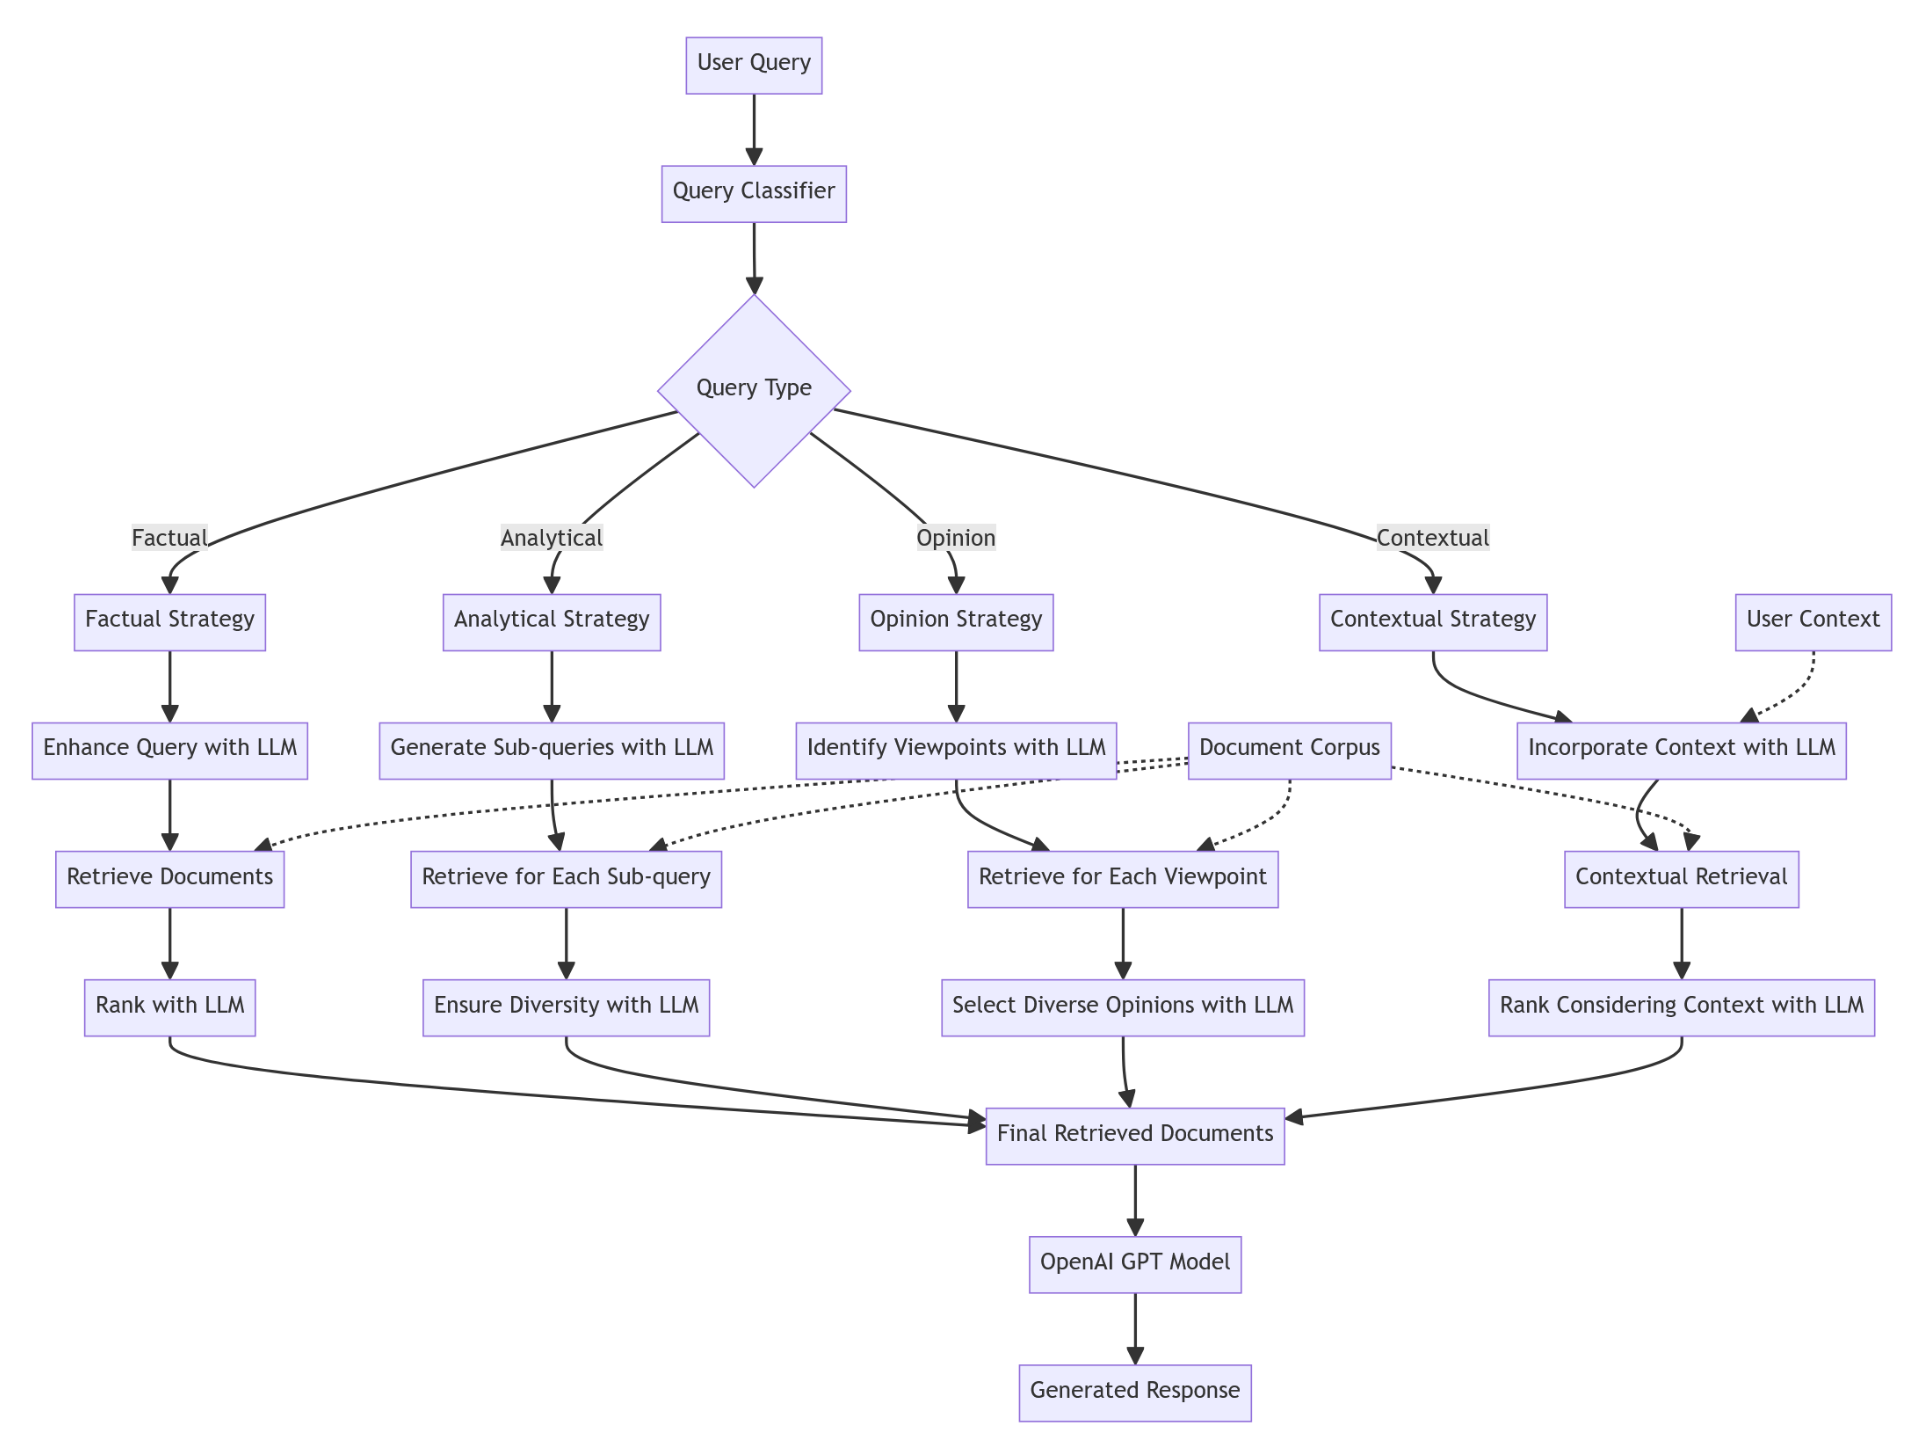 User Query
Query Classifier
Query Type
Factual
Analytical
Opinion
Contextual
Factual Strategy
Analytical Strategy
Opinion Strategy
Contextual Strategy
User Context
Enhance Query with LLM
Generate Sub-queries with LLM
Identify Viewpoints with LLM
Document Corpus
Incorporate Context with LLM
Retrieve Documents
Retrieve for Each Sub-query
Retrieve for Each Viewpoint
Contextual Retrieval
Rank with LLM
Ensure Diversity with LLM
Select Diverse Opinions with LLM
Rank Considering Context with LLM
Final Retrieved Documents
OpenAI GPT Model
Generated Response